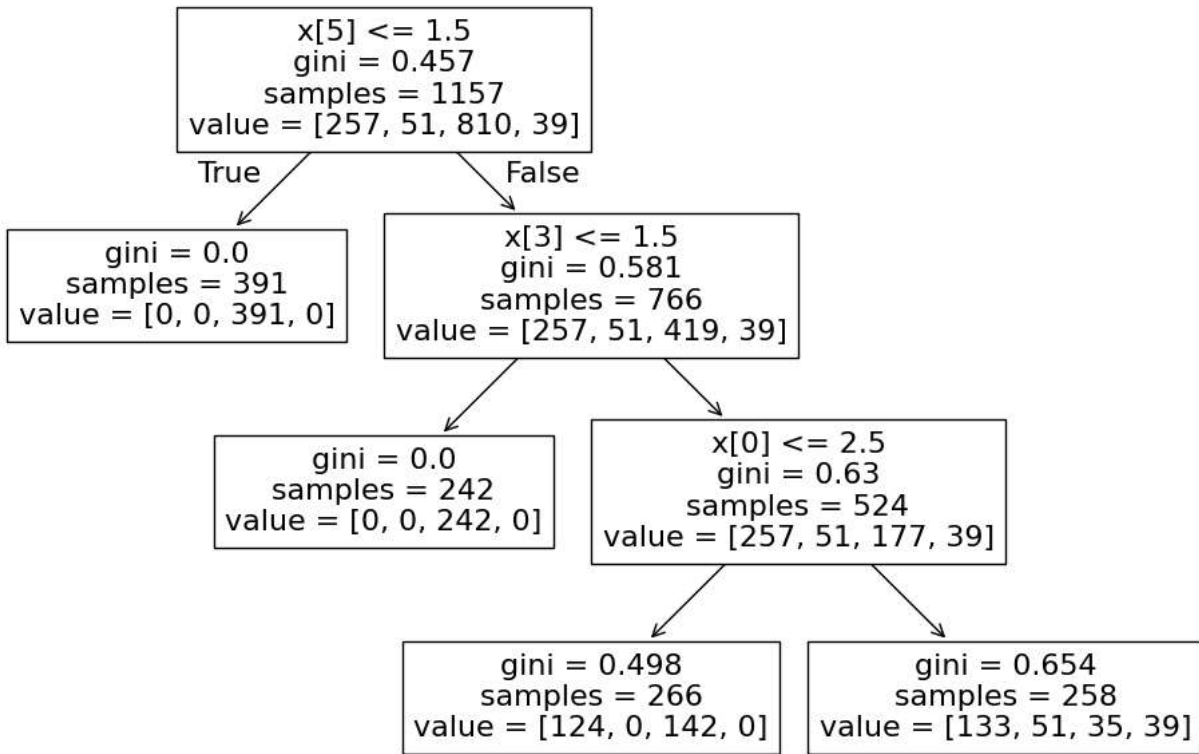 x[5] <= 1.5
gini = 0.457
samples = 1157
value = [257, 51, 810, 39]
True
False
gini = 0.0
samples = 391
value = [0, 0, 391, 0]
x[3] <= 1.5
gini = 0.581
samples = 766
value = [257, 51, 419, 39]
gini = 0.0
samples = 242
value = [0, 0, 242, 0]
x[0] <= 2.5
gini = 0.63
samples = 524
value = [257, 51, 177, 39]
gini = 0.498
samples = 266
value = [124, 0, 142, 0]
gini = 0.654
samples = 258
value = [133, 51, 35, 39]